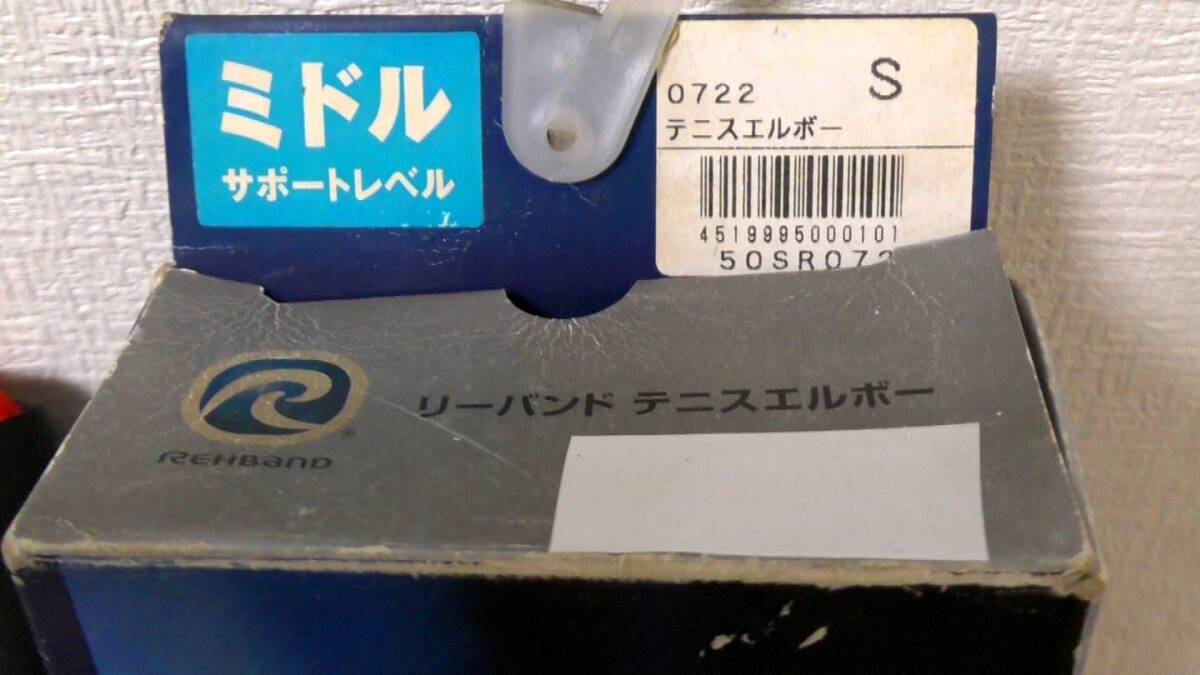 ミドル
サポートレベル
0722 S
テニスエルボー
4519995000101
50SR072
REHBAND
リーバンド テニスエルボー